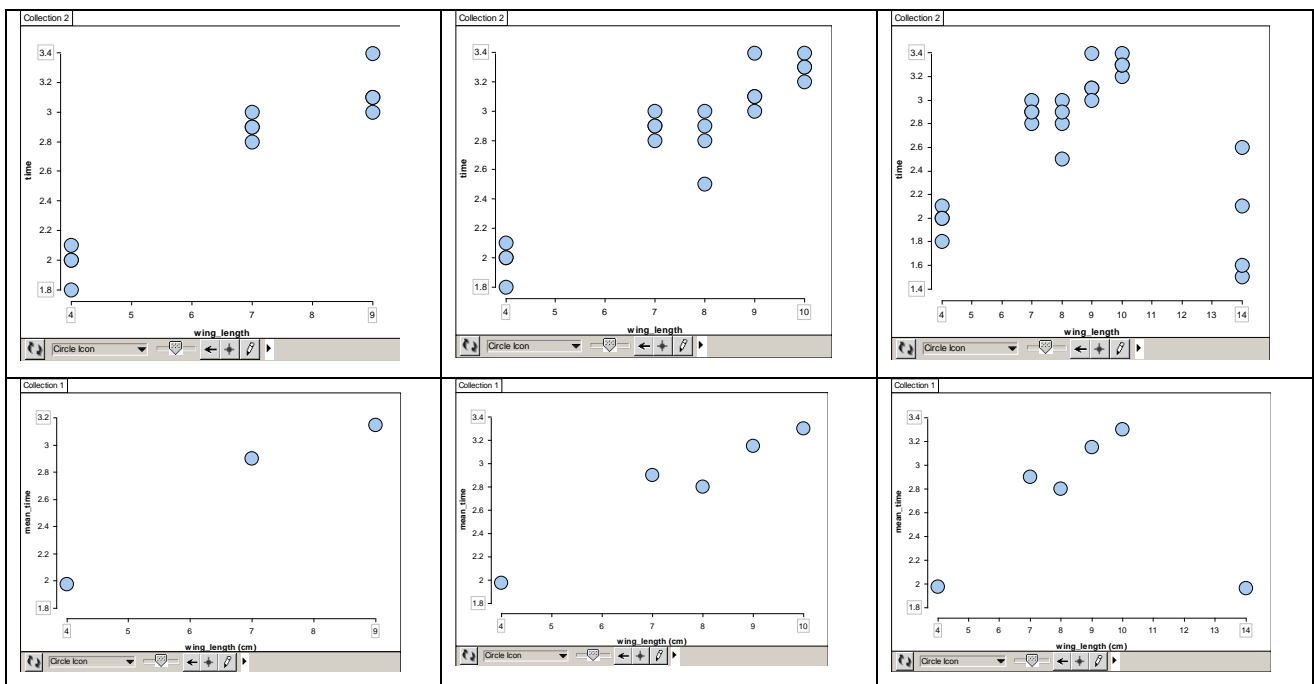 Collection 2
3.4
3.2
3
2.8
2.6
2.4
2.2
2
1.8
time
4 5 6 7 8 9
wing_length
Circle Icon
Collection 2
3.4
3.2
3
2.8
2.6
2.4
2.2
2
1.8
time
4 5 6 7 8 9 10
wing_length
Circle Icon
Collection 2
3.4
3.2
3
2.8
2.6
2.4
2.2
2
1.8
1.6
1.4
time
4 5 6 7 8 9 10 11 12 13 14
wing_length
Circle Icon
Collection 1
3.2
3
2.8
2.6
2.4
2.2
2
1.8
mean_time
4 5 6 7 8 9
wing_length (cm)
Circle Icon
Collection 1
3.4
3.2
3
2.8
2.6
2.4
2.2
2
1.8
mean_time
4 5 6 7 8 9 10
wing_length (cm)
Circle Icon
Collection 1
3.4
3.2
3
2.8
2.6
2.4
2.2
2
1.8
mean_time
4 5 6 7 8 9 10 11 12 13 14
wing_length (cm)
Circle Icon